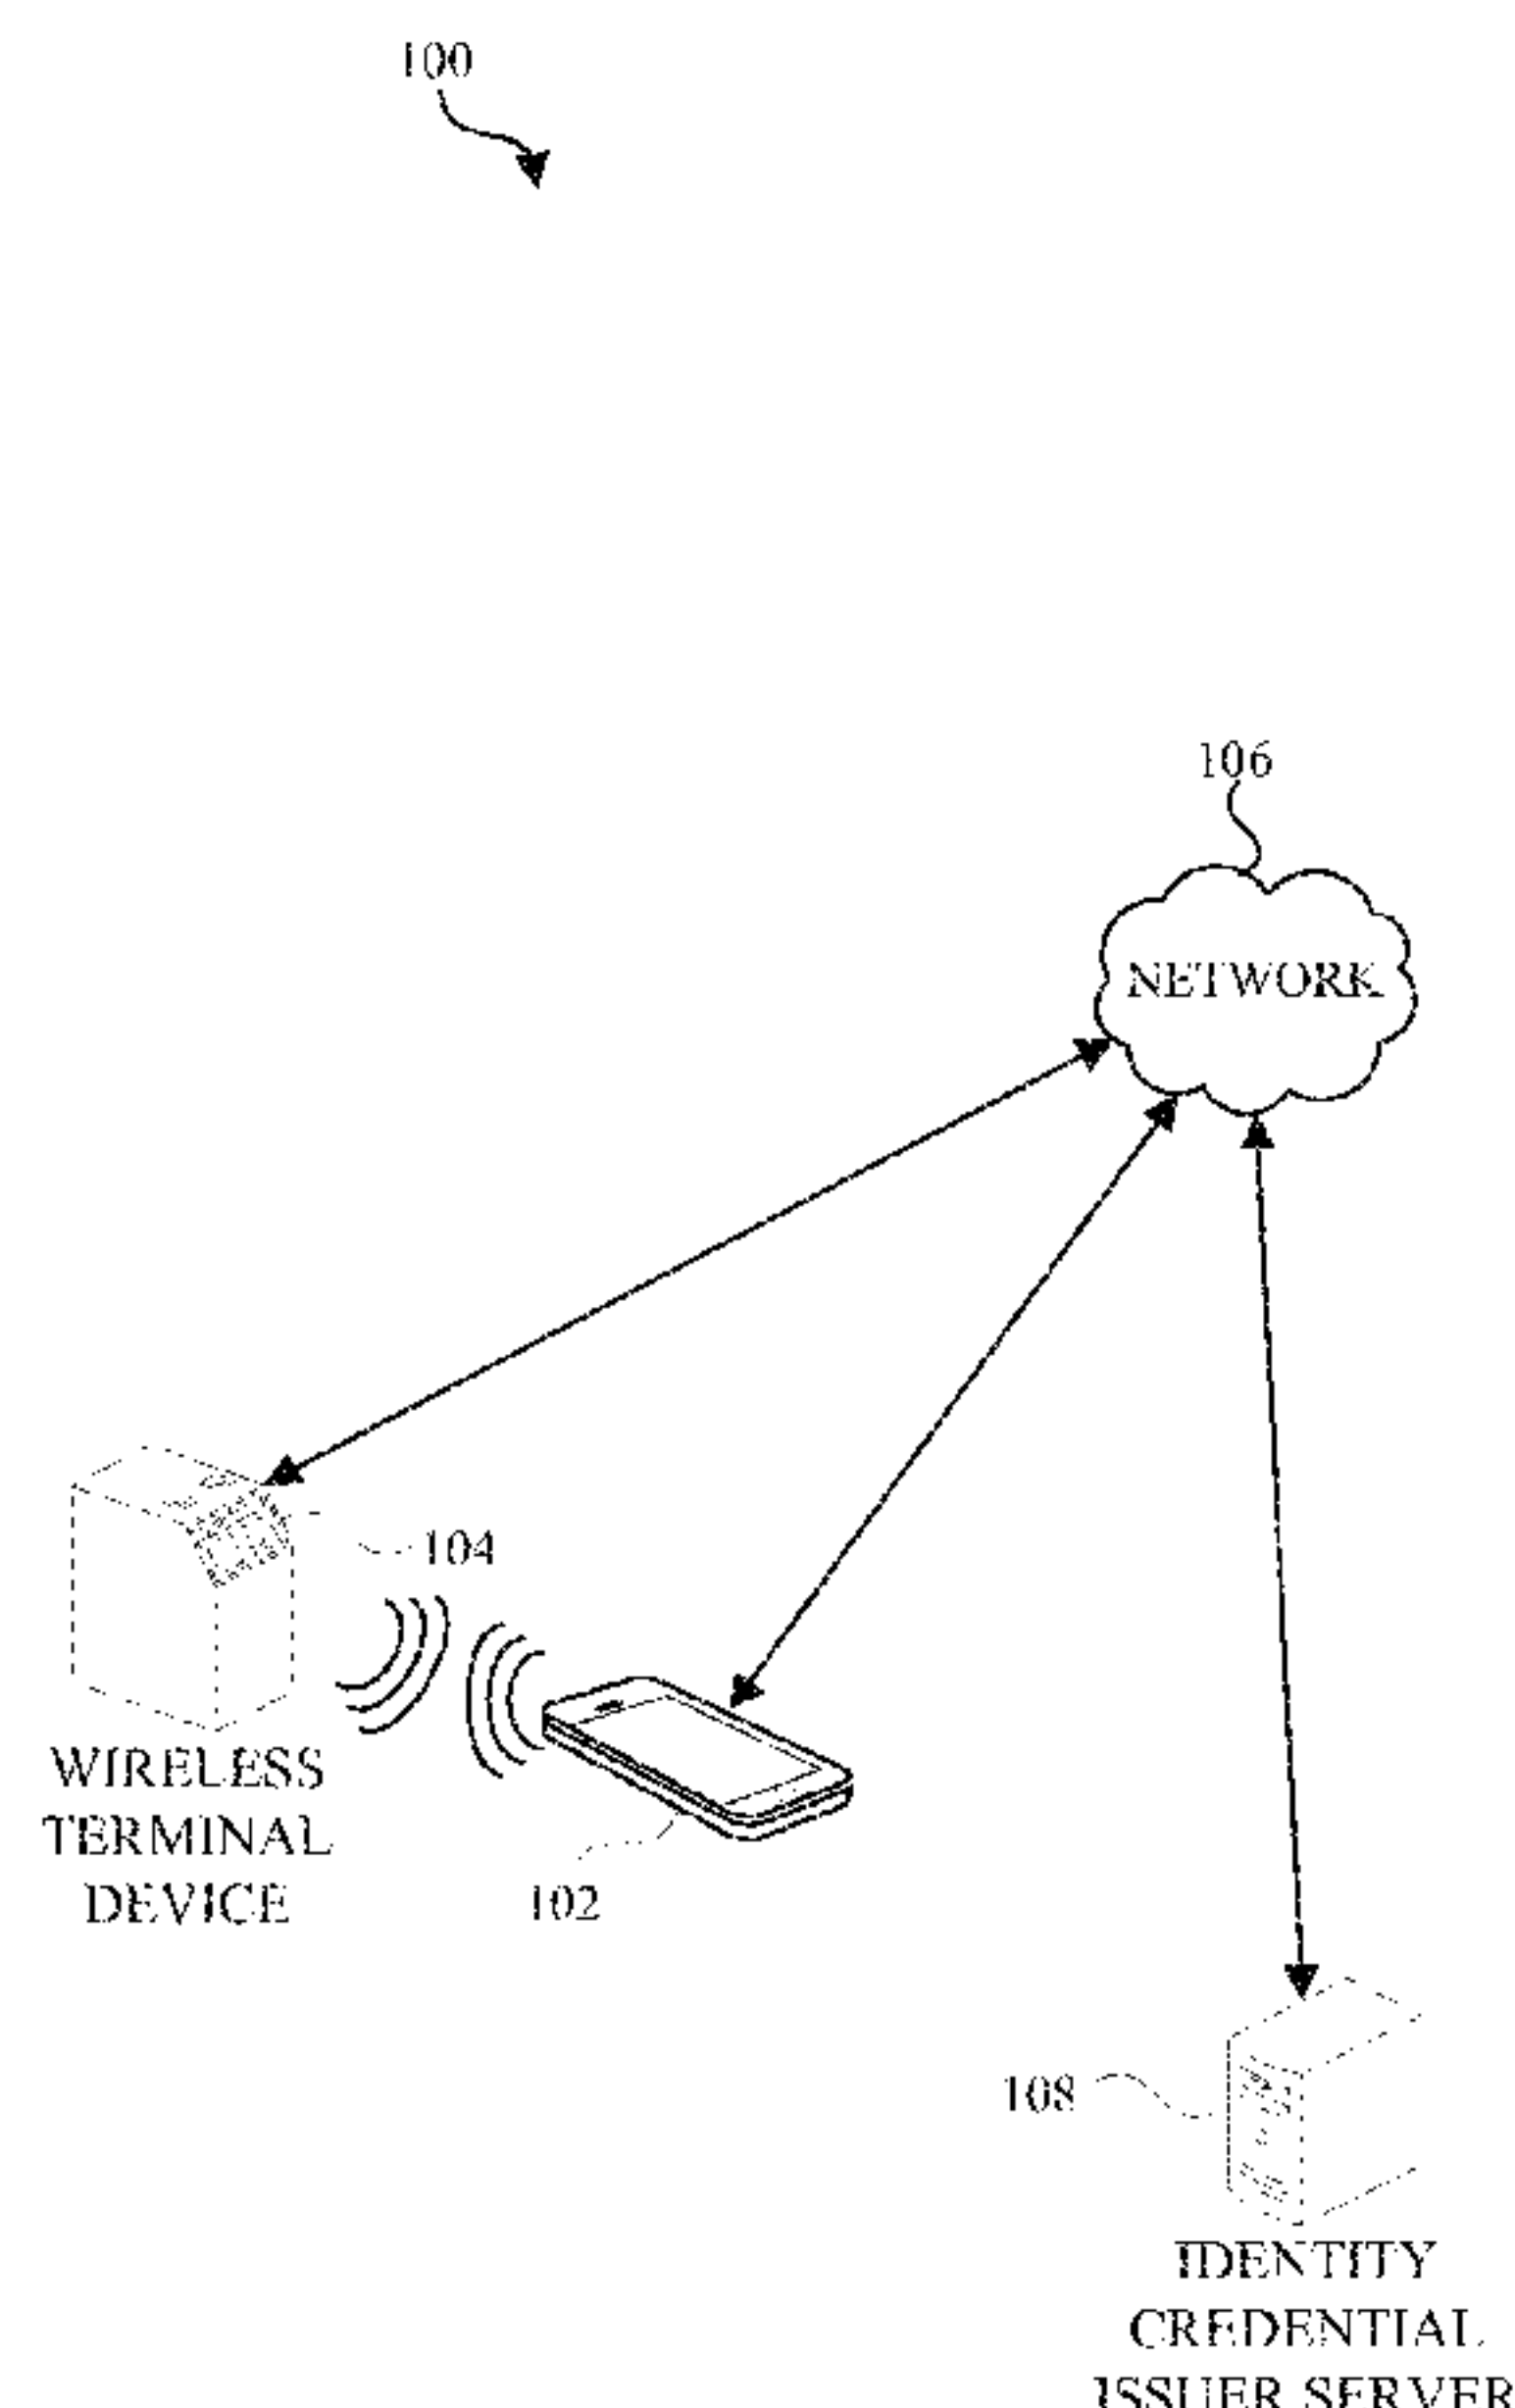 100
106
NETWORK
104
WIRELESS
TERMINAL
DEVICE
102
108
IDENTITY
CREDENTIAL
ISSUER SERVER